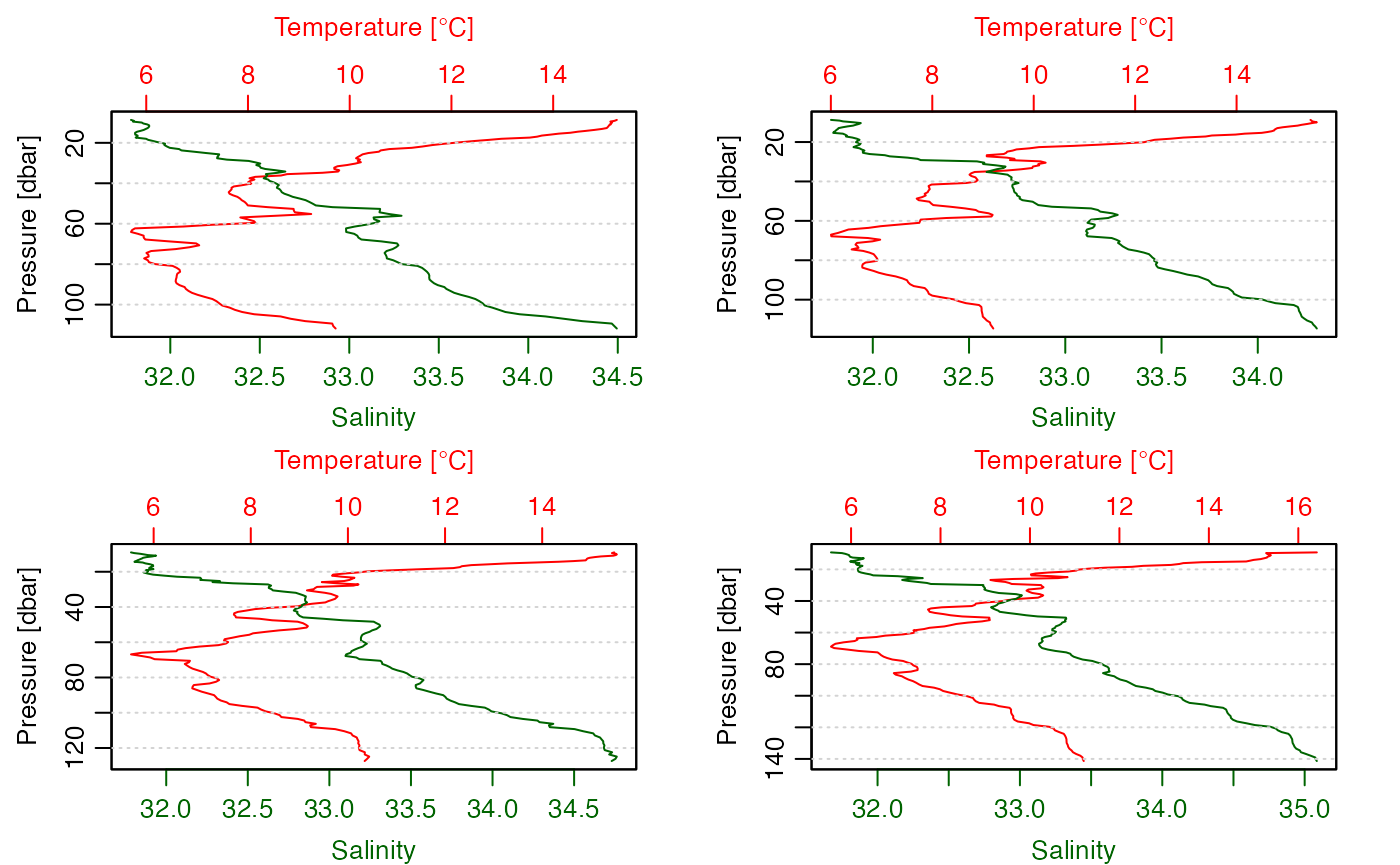 Temperature [°C]
6 8 10 12 14
Pressure [dbar]
20
60
100
32.0 32.5 33.0 33.5 34.0 34.5
Salinity
Temperature [°C]
6 8 10 12 14
Pressure [dbar]
20
60
100
32.0 32.5 33.0 33.5 34.0
Salinity
Temperature [°C]
6 8 10 12 14
Pressure [dbar]
40
80
120
32.0 32.5 33.0 33.5 34.0 34.5
Salinity
Temperature [°C]
6 8 10 12 14 16
Pressure [dbar]
40
80
140
32.0 33.0 34.0 35.0
Salinity